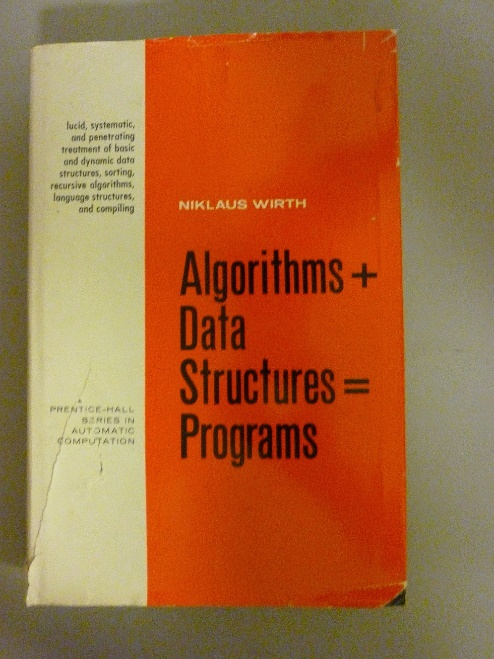 lucid, systematic,
and penetrating
treatment of basic
and dynamic data
structures, sorting,
recursive algorithms,
language structures,
and compiling
NIKLAUS WIRTH
Algorithms +
Data
Structures =
Programs
PRENTICE-HALL
SERIES IN
AUTOMATIC
COMPUTATION